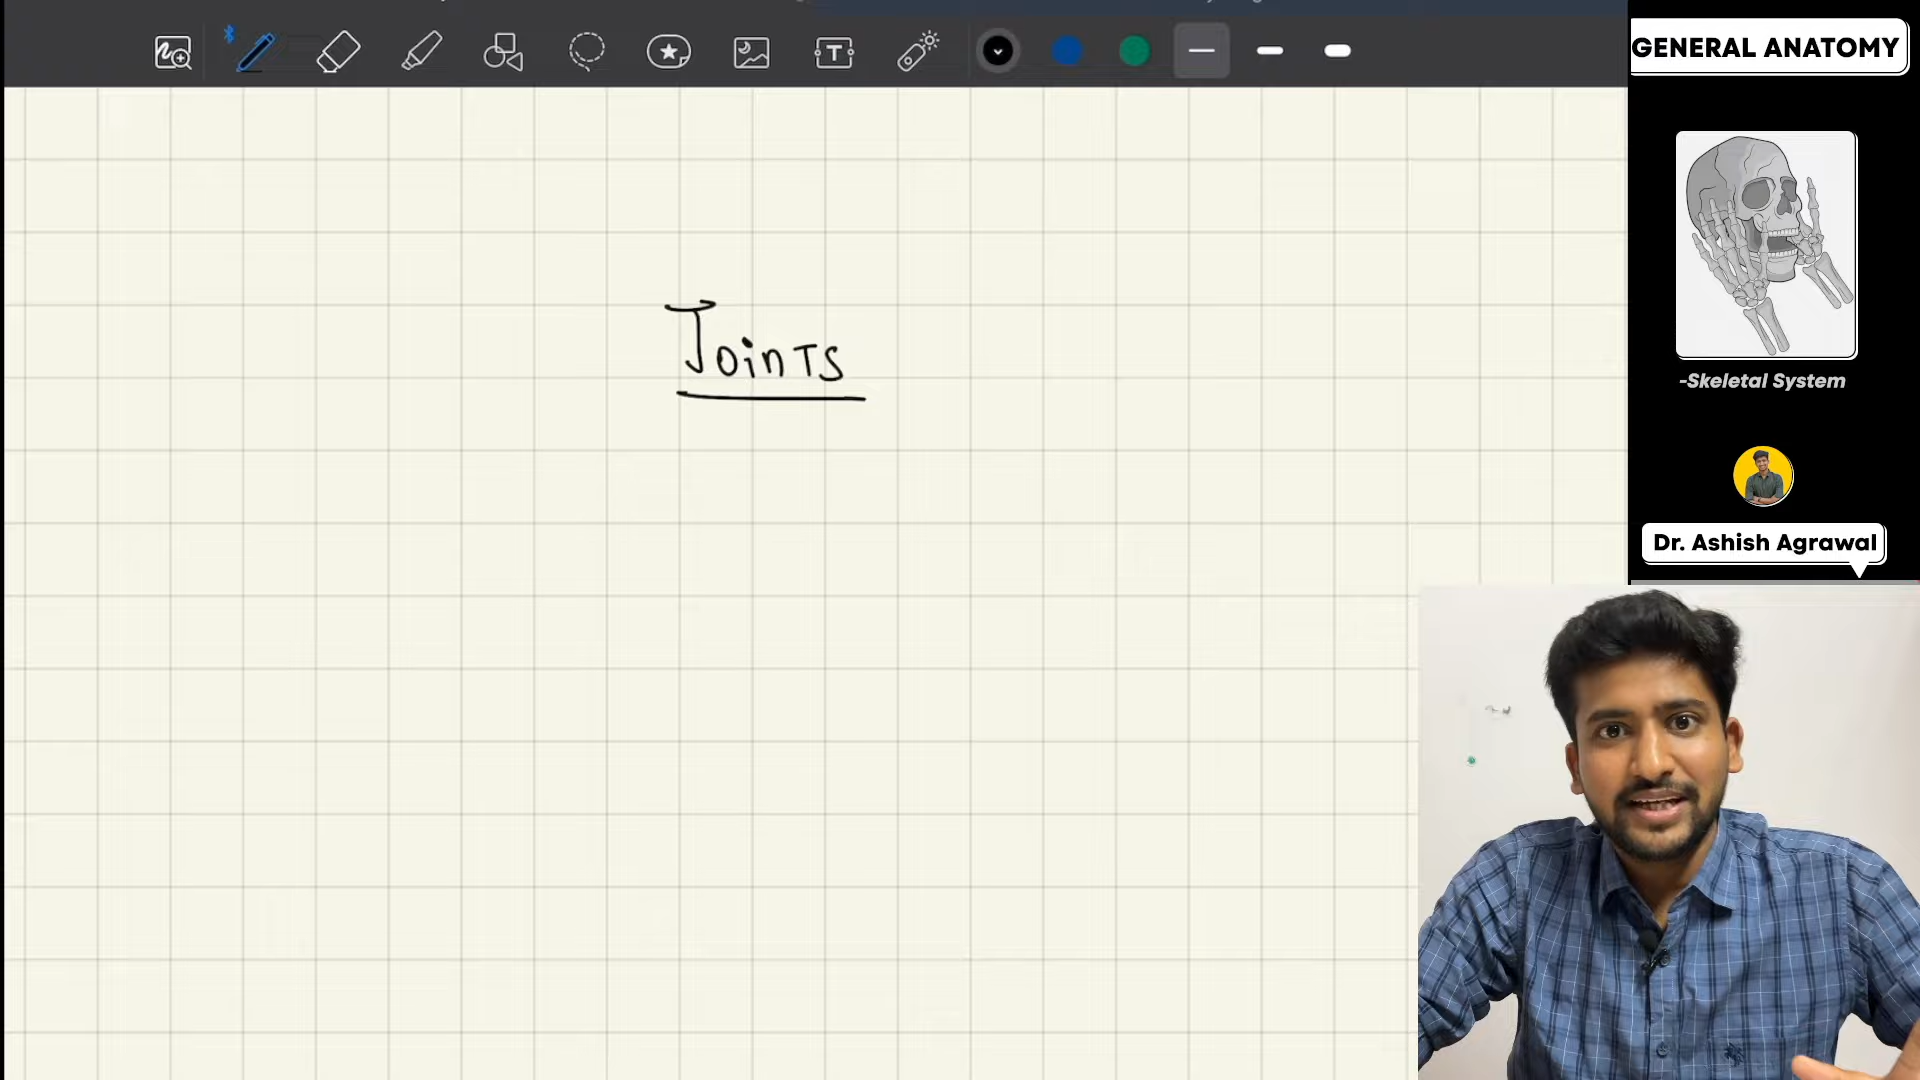 GENERAL ANATOMY
Joints
-Skeletal System
Dr. Ashish Agrawal